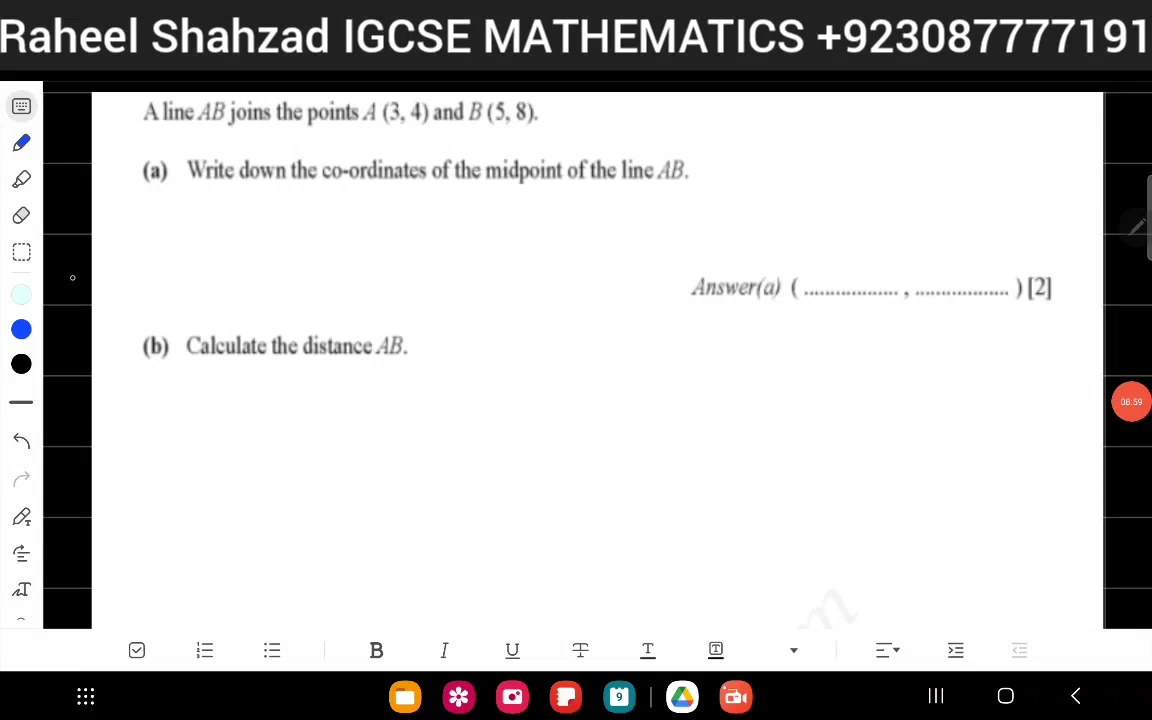 Raheel Shahzad IGCSE MATHEMATICS +923087777191
A line AB joins the points A (3, 4) and B (5, 8).
(a) Write down the co-ordinates of the midpoint of the line AB.
Answer(a) ( .................. , .................. ) [2]
(b) Calculate the distance AB.
08:59
m
B I U T T T
9